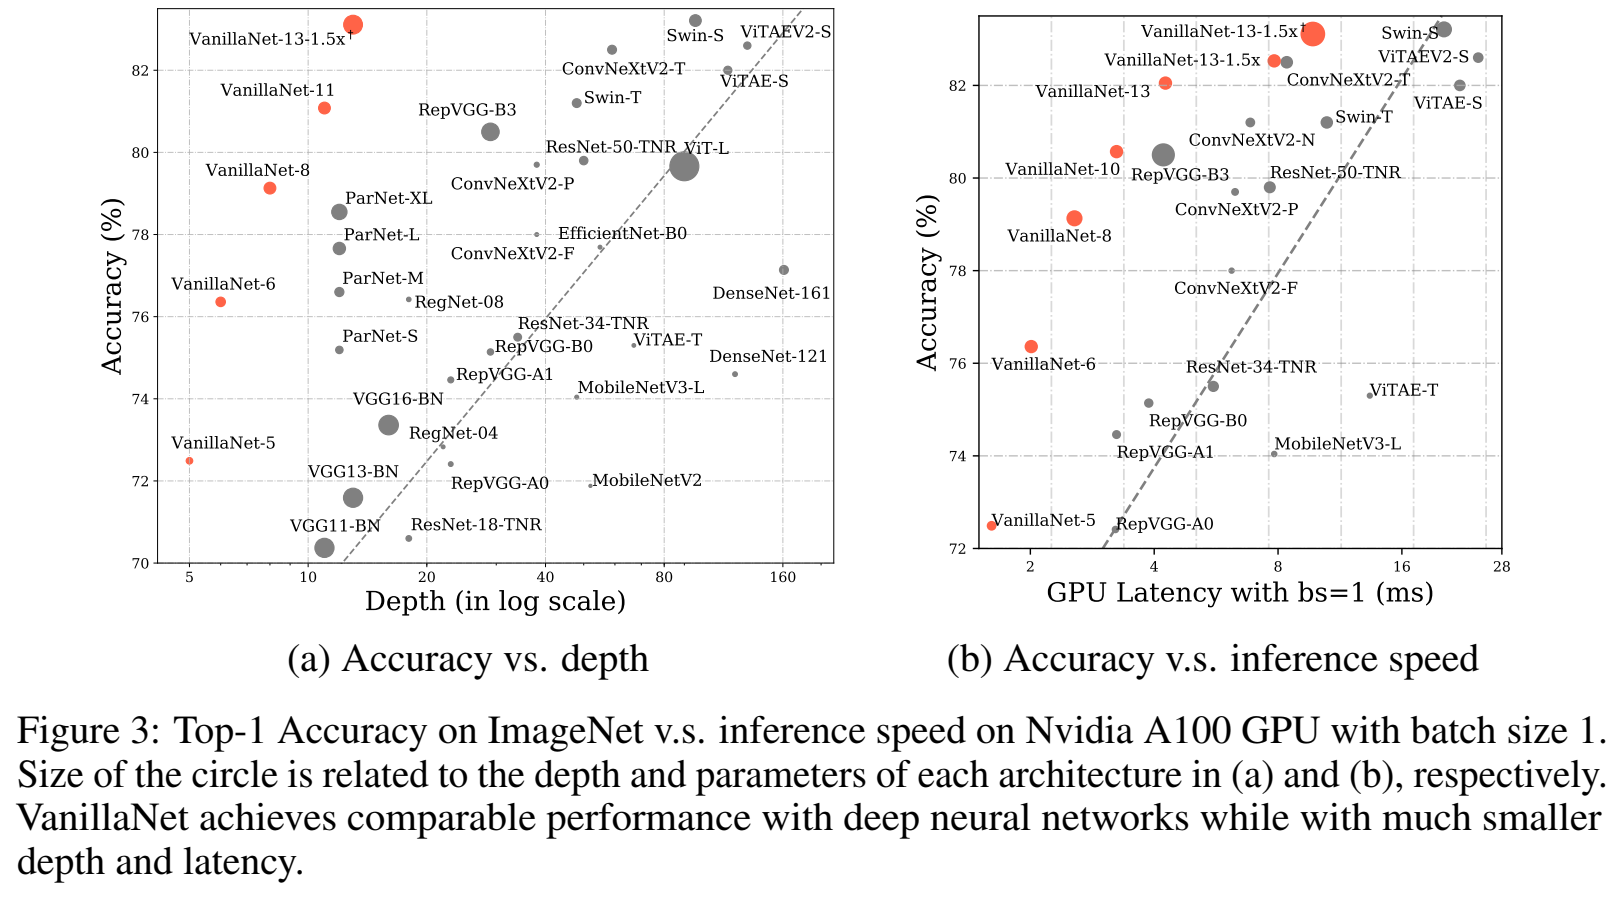 VanillaNet-13-1.5x†
Swin-S
ViTAEV2-S
ConvNeXtV2-T
ViTAE-S
82
VanillaNet-11
RepVGG-B3
Swin-T
ResNet-50-TNR
ViT-L
80
VanillaNet-8
ConvNeXtV2-P
ParNet-XL
ParNet-L
EfficientNet-B0
78
ConvNeXtV2-F
VanillaNet-6
ParNet-M
RegNet-08
DenseNet-161
76
ParNet-S
ResNet-34-TNR
RepVGG-B0
ViTAE-T
DenseNet-121
RepVGG-A1
MobileNetV3-L
74
VGG16-BN
VanillaNet-5
RegNet-04
VGG13-BN
RepVGG-A0
MobileNetV2
72
VGG11-BN
ResNet-18-TNR
70
5 10 20 40 80 160
Accuracy (%)
Depth (in log scale)
(a) Accuracy vs. depth
VanillaNet-13-1.5x†
Swin-S
VanillaNet-13-1.5x
ViTAEV2-S
ConvNeXtV2-T
82
VanillaNet-13
ViTAE-S
Swin-T
ConvNeXtV2-N
VanillaNet-10
RepVGG-B3
ResNet-50-TNR
80
ConvNeXtV2-P
VanillaNet-8
78
ConvNeXtV2-F
76
VanillaNet-6
ResNet-34-TNR
ViTAE-T
RepVGG-B0
RepVGG-A1
MobileNetV3-L
74
VanillaNet-5
RepVGG-A0
72
2 4 8 16 28
Accuracy (%)
GPU Latency with bs=1 (ms)
(b) Accuracy v.s. inference speed
Figure 3: Top-1 Accuracy on ImageNet v.s. inference speed on Nvidia A100 GPU with batch size 1.
Size of the circle is related to the depth and parameters of each architecture in (a) and (b), respectively.
VanillaNet achieves comparable performance with deep neural networks while with much smaller
depth and latency.